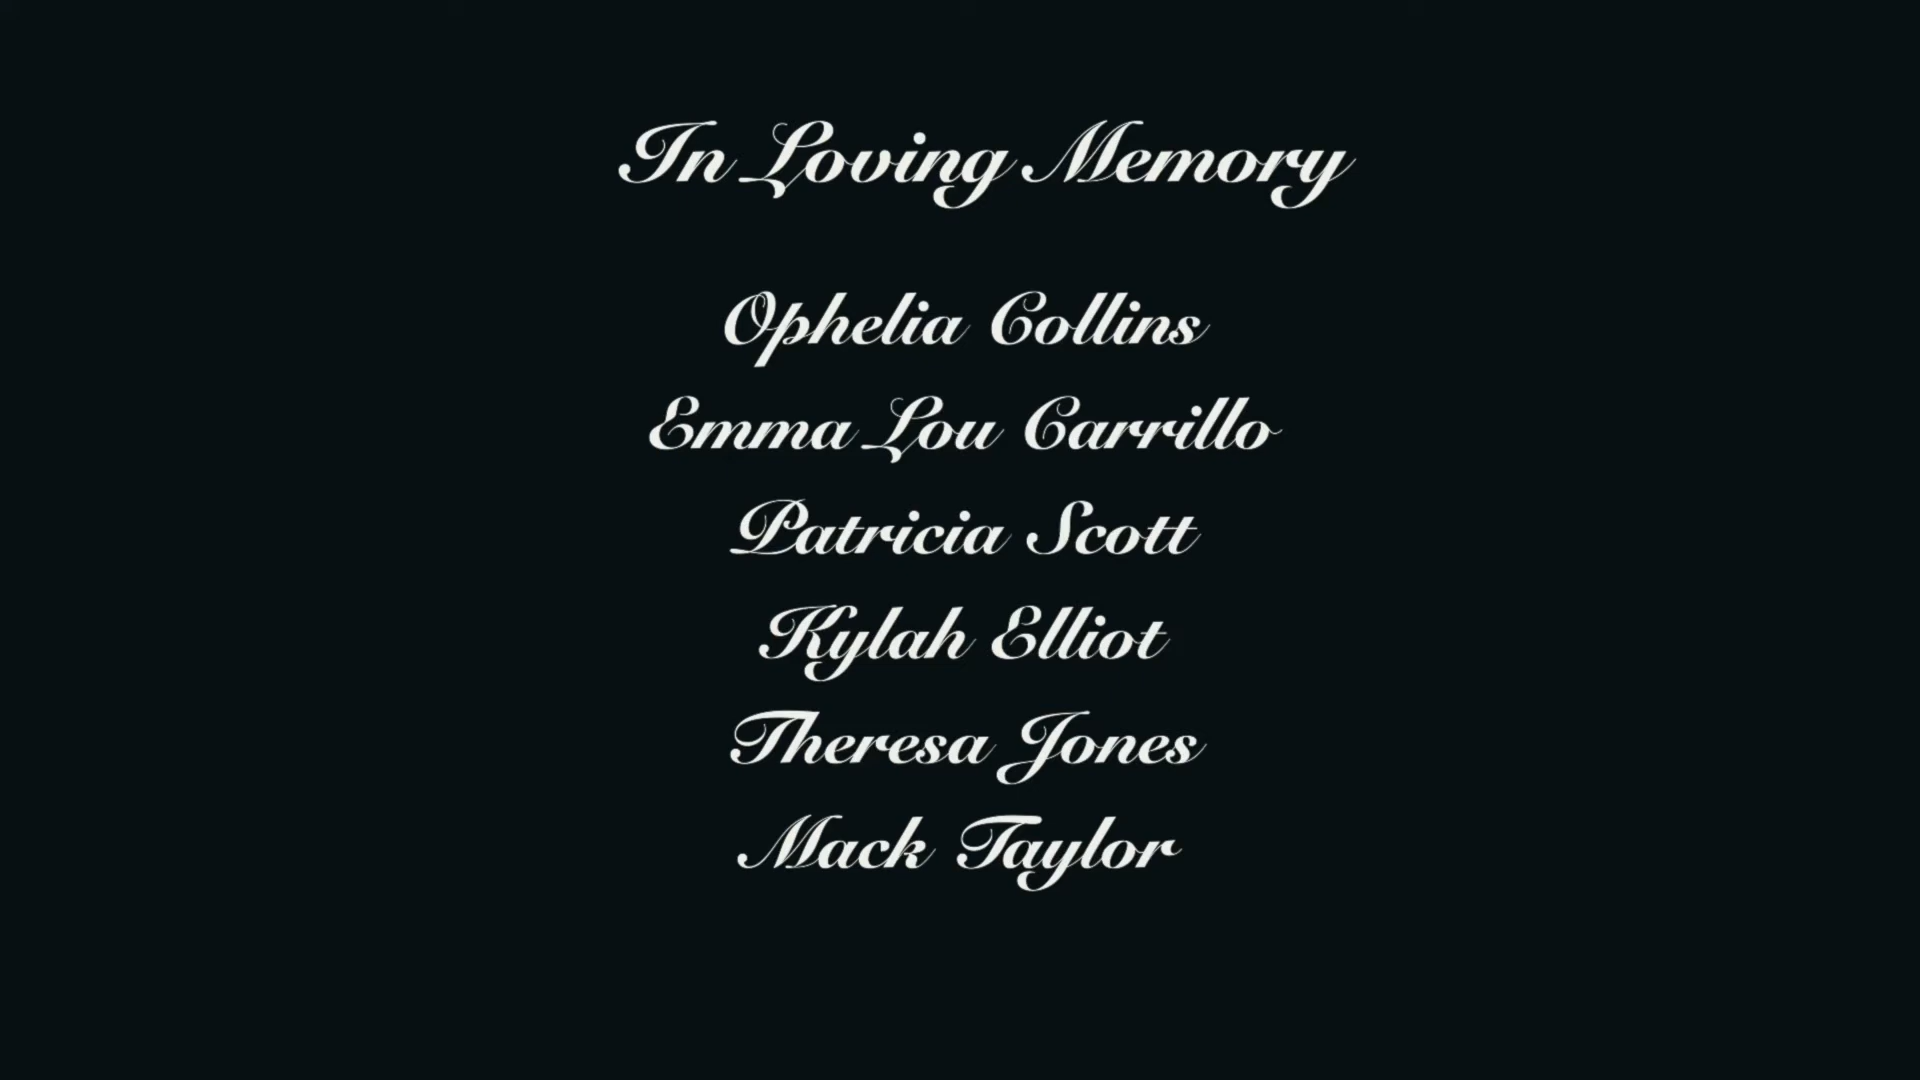 In Loving Memory
Ophelia Collins
Emma Lou Carrillo
Patricia Scott
Kylah Elliot
Theresa Jones
Mack Taylor